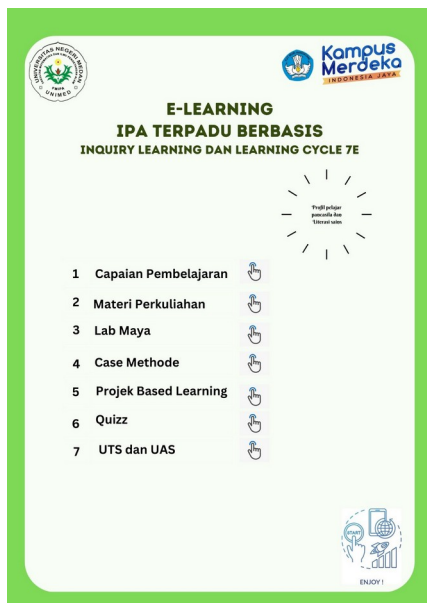 UNIVERSITAS NEGERI MEDAN
FMIPA
UNIMED
Kampus
Merdeka
INDONESIA JAYA
E-LEARNING
IPA TERPADU BERBASIS
INQUIRY LEARNING DAN LEARNING CYCLE 7E
Profil pelajar
pancasila dan
Literasi sains
1 Capaian Pembelajaran
2 Materi Perkuliahan
3 Lab Maya
4 Case Methode
5 Projek Based Learning
6 Quizz
7 UTS dan UAS
START
ENJOY !